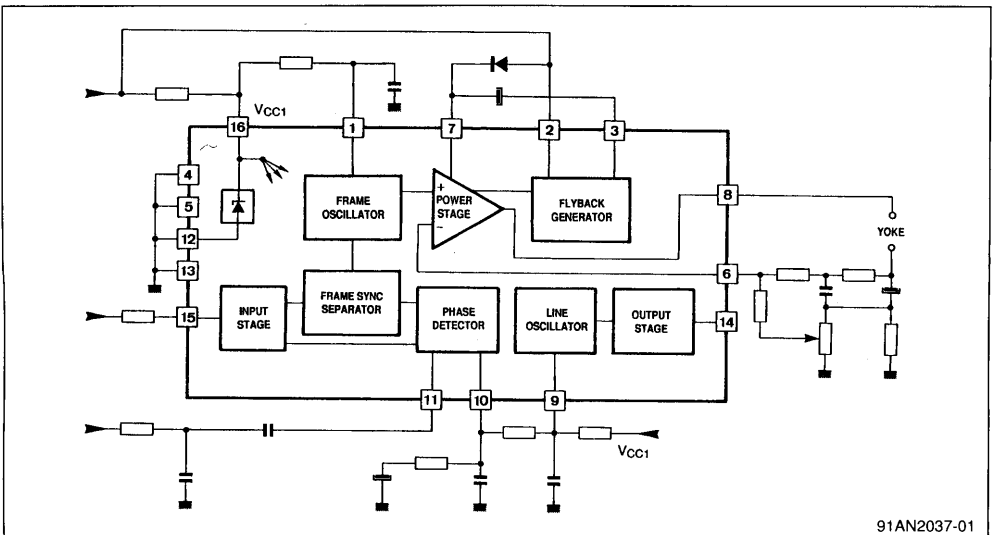 VCC1
16
1
7
2
3
4
5
12
13
15
FRAME
OSCILLATOR
+
POWER
STAGE
−
FLYBACK
GENERATOR
8
YOKE
6
14
INPUT
STAGE
FRAME SYNC
SEPARATOR
PHASE
DETECTOR
LINE
OSCILLATOR
OUTPUT
STAGE
11
10
9
VCC1
91AN2037-01